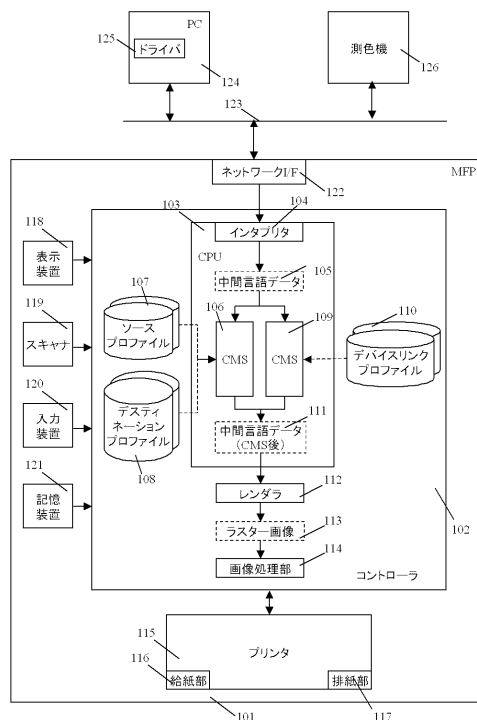 PC
125
ドライバ
124
測色機
126
123
ネットワークI/F
122
MFP
103
104
インタプリタ
CPU
118
表示
装置
中間言語データ
105
107
ソース
プロファイル
106
CMS
109
CMS
110
デバイスリンク
プロファイル
119
スキャナ
120
入力
装置
デスティ
ネーション
プロファイル
108
111
中間言語データ
(CMS後)
121
記憶
装置
レンダラ
112
102
ラスター画像
113
画像処理部
114
コントローラ
115
プリンタ
116
給紙部
排紙部
117
101